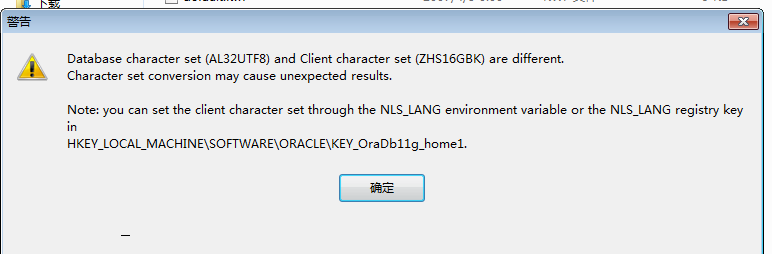 下载
警告
Database character set (AL32UTF8) and Client character set (ZHS16GBK) are different.
Character set conversion may cause unexpected results.
Note: you can set the client character set through the NLS_LANG environment variable or the NLS_LANG registry key
in
HKEY_LOCAL_MACHINE\SOFTWARE\ORACLE\KEY_OraDb11g_home1.
确定